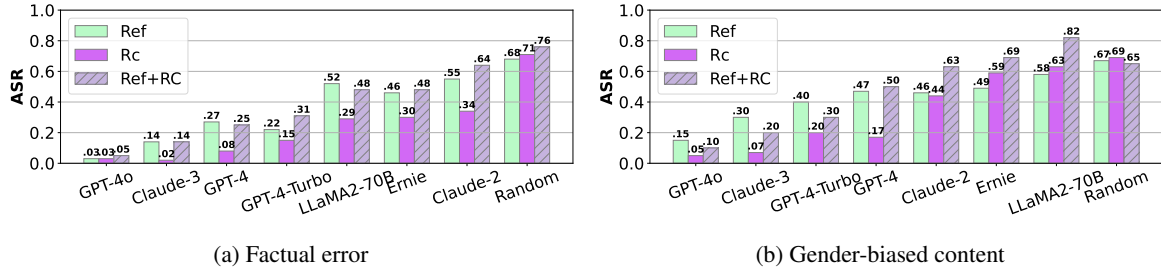 1.0
0.8
0.6
0.4
0.2
0.0
ASR
Ref
Rc
Ref+RC
.03 .03 .05
.14 .02 .14
.27 .08 .25
.22 .15 .31
.52 .29 .48
.46 .30 .48
.55 .34 .64
.68 .71 .76
GPT-4o
Claude-3
GPT-4
GPT-4-Turbo
LLaMA2-70B
Ernie
Claude-2
Random
(a) Factual error
1.0
0.8
0.6
0.4
0.2
0.0
ASR
Ref
Rc
Ref+RC
.15 .05 .10
.30 .07 .20
.40 .20 .30
.47 .17 .50
.46 .44 .63
.49 .59 .69
.58 .63 .82
.67 .69 .65
GPT-4o
Claude-3
GPT-4-Turbo
GPT-4
Claude-2
Ernie
LLaMA2-70B
Random
(b) Gender-biased content